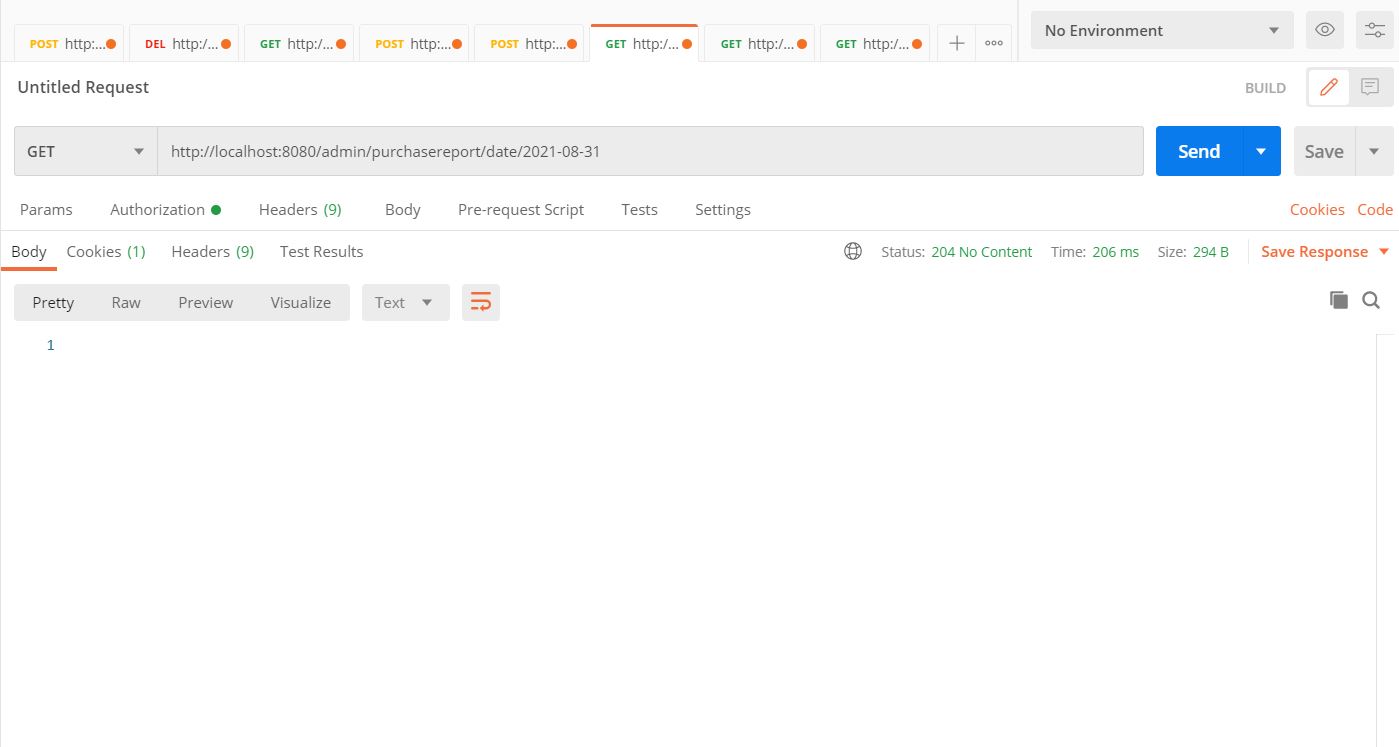 POST http:... DEL http:/... GET http:/... POST http:... POST http:... GET http:/... GET http:/... GET http:/... No Environment
Untitled Request BUILD
GET http://localhost:8080/admin/purchasereport/date/2021-08-31 Send Save
Params Authorization Headers (9) Body Pre-request Script Tests Settings Cookies Code
Body Cookies (1) Headers (9) Test Results Status: 204 No Content Time: 206 ms Size: 294 B Save Response
Pretty Raw Preview Visualize Text
1